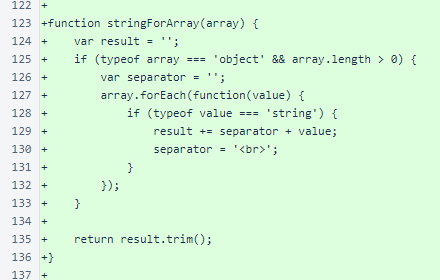 122 +
123 +function stringForArray(array) {
124 +    var result = '';
125 +    if (typeof array === 'object' && array.length > 0) {
126 +        var separator = '';
127 +        array.forEach(function(value) {
128 +            if (typeof value === 'string') {
129 +                result += separator + value;
130 +                separator = '<br>';
131 +            }
132 +        });
133 +    }
134 +
135 +    return result.trim();
136 +}
137 +